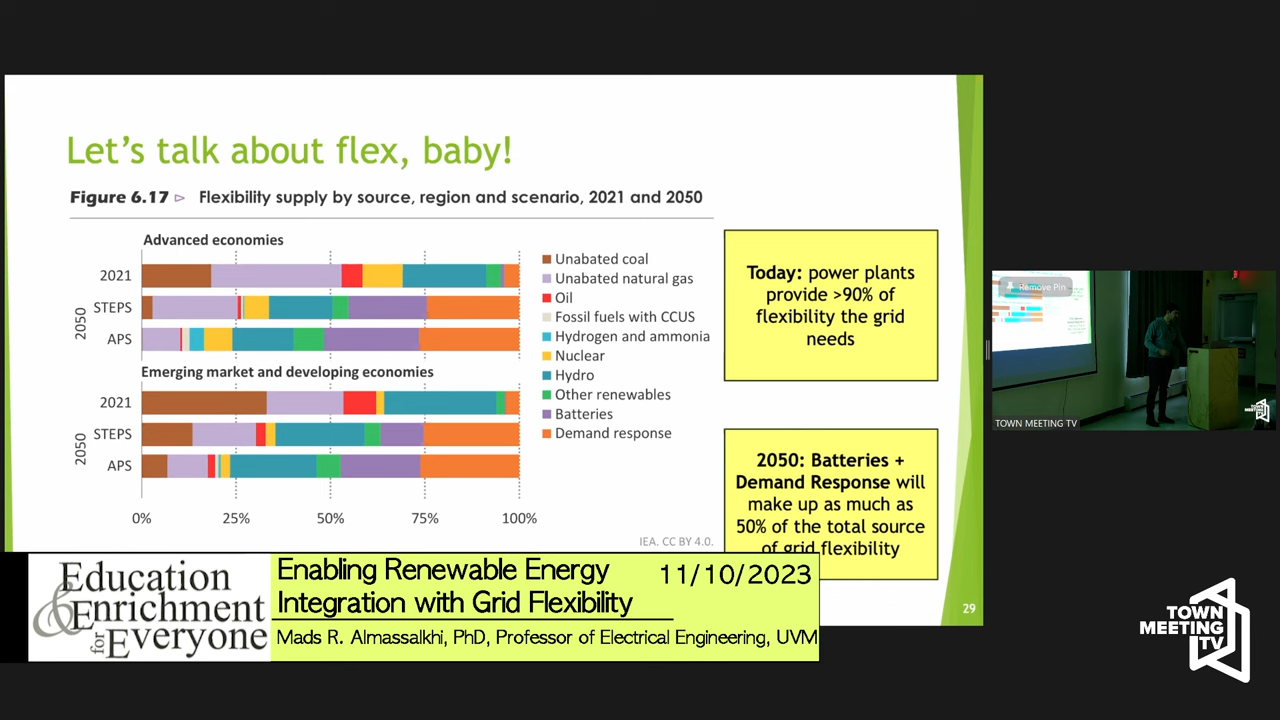 Let's talk about flex, baby!
Figure 6.17 ▷ Flexibility supply by source, region and scenario, 2021 and 2050
Advanced economies
2021
STEPS
APS
2050
Emerging market and developing economies
2021
STEPS
APS
2050
0% 25% 50% 75% 100%
Unabated coal
Unabated natural gas
Oil
Fossil fuels with CCUS
Hydrogen and ammonia
Nuclear
Hydro
Other renewables
Batteries
Demand response
IEA. CC BY 4.0.
Today: power plants
provide >90% of
flexibility the grid
needs
2050: Batteries +
Demand Response will
make up as much as
50% of the total source
of grid flexibility
29
Remove Pin
TOWN MEETING TV
TOWN
MEETING
TV
Education
& Enrichment
for Everyone
Enabling Renewable Energy 11/10/2023
Integration with Grid Flexibility
Mads R. Almassalkhi, PhD, Professor of Electrical Engineering, UVM
TOWN
MEETING
TV